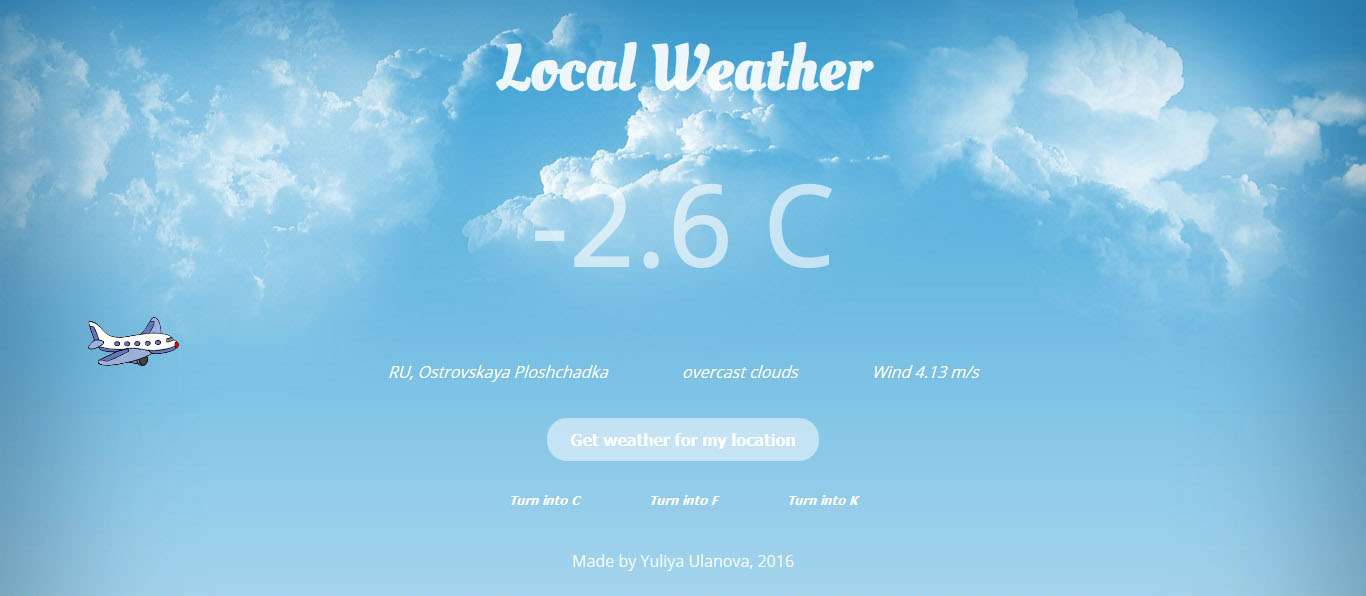 Local Weather
-2.6 C
RU, Ostrovskaya Ploshchadka overcast clouds Wind 4.13 m/s
Get weather for my location
Turn into C Turn into F Turn into K
Made by Yuliya Ulanova, 2016